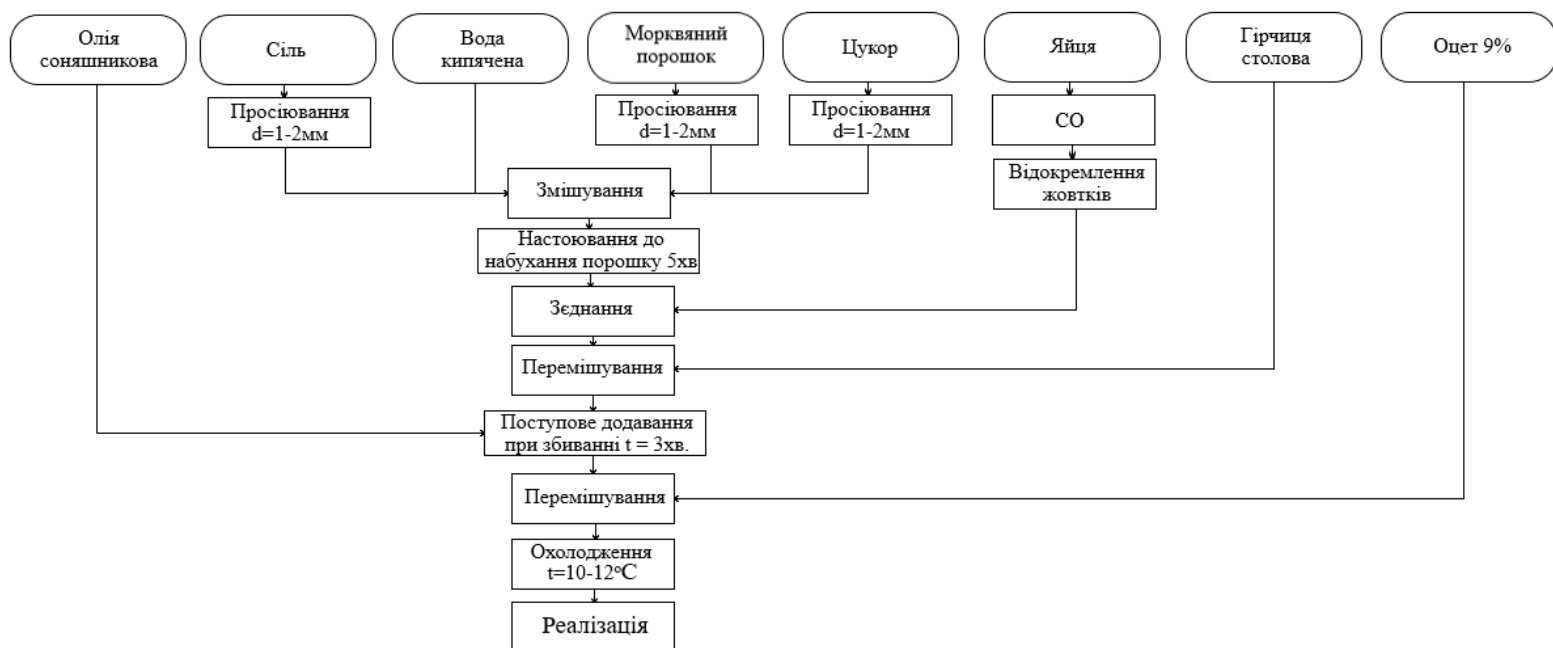 Олія
соняшникова
Сіль
Вода
кипячена
Морквяний
порошок
Цукор
Яйця
Гірчиця
столова
Оцет 9%
Просіювання
d=1-2мм
Просіювання
d=1-2мм
Просіювання
d=1-2мм
СО
Відокремлення
жовтків
Змішування
Настоювання до
набухання порошку 5хв
Зєднання
Перемішування
Поступове додавання
при збиванні t = 3хв.
Перемішування
Охолодження
t=10-12°С
Реалізація